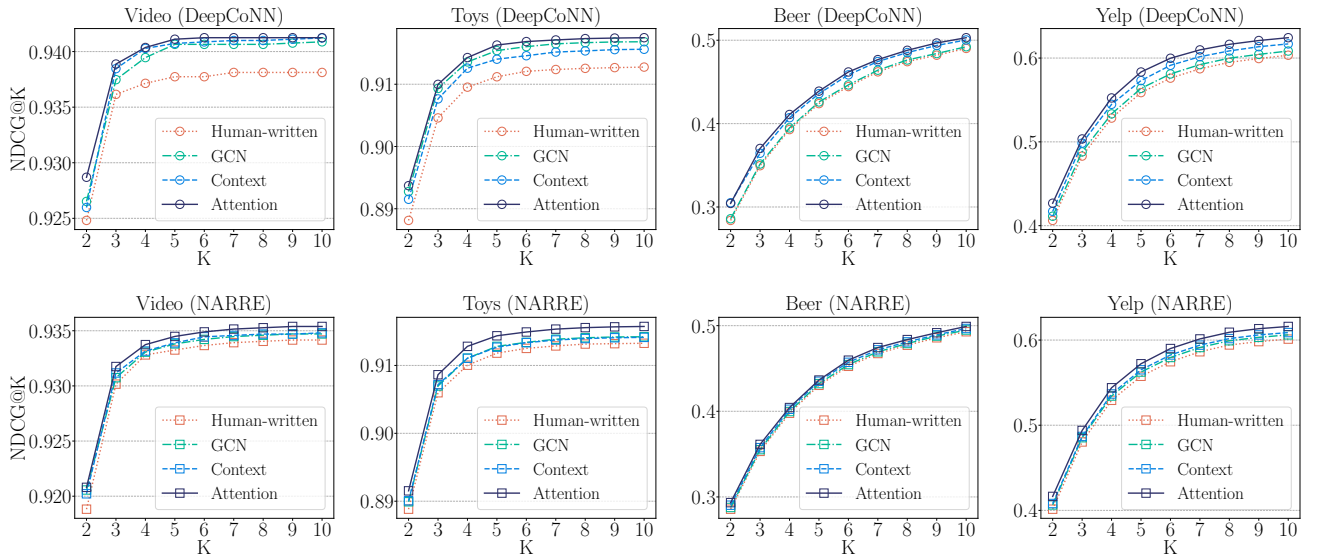 Video (DeepCoNN)
NDCG@K
0.940
0.935
0.930
0.925
Human-written
GCN
Context
Attention
2 3 4 5 6 7 8 9 10
K
Toys (DeepCoNN)
0.91
0.90
0.89
Human-written
GCN
Context
Attention
2 3 4 5 6 7 8 9 10
K
Beer (DeepCoNN)
0.5
0.4
0.3
Human-written
GCN
Context
Attention
2 3 4 5 6 7 8 9 10
K
Yelp (DeepCoNN)
0.6
0.5
0.4
Human-written
GCN
Context
Attention
2 3 4 5 6 7 8 9 10
K
Video (NARRE)
NDCG@K
0.935
0.930
0.925
0.920
Human-written
GCN
Context
Attention
2 3 4 5 6 7 8 9 10
K
Toys (NARRE)
0.91
0.90
0.89
Human-written
GCN
Context
Attention
2 3 4 5 6 7 8 9 10
K
Beer (NARRE)
0.5
0.4
0.3
Human-written
GCN
Context
Attention
2 3 4 5 6 7 8 9 10
K
Yelp (NARRE)
0.6
0.5
0.4
Human-written
GCN
Context
Attention
2 3 4 5 6 7 8 9 10
K